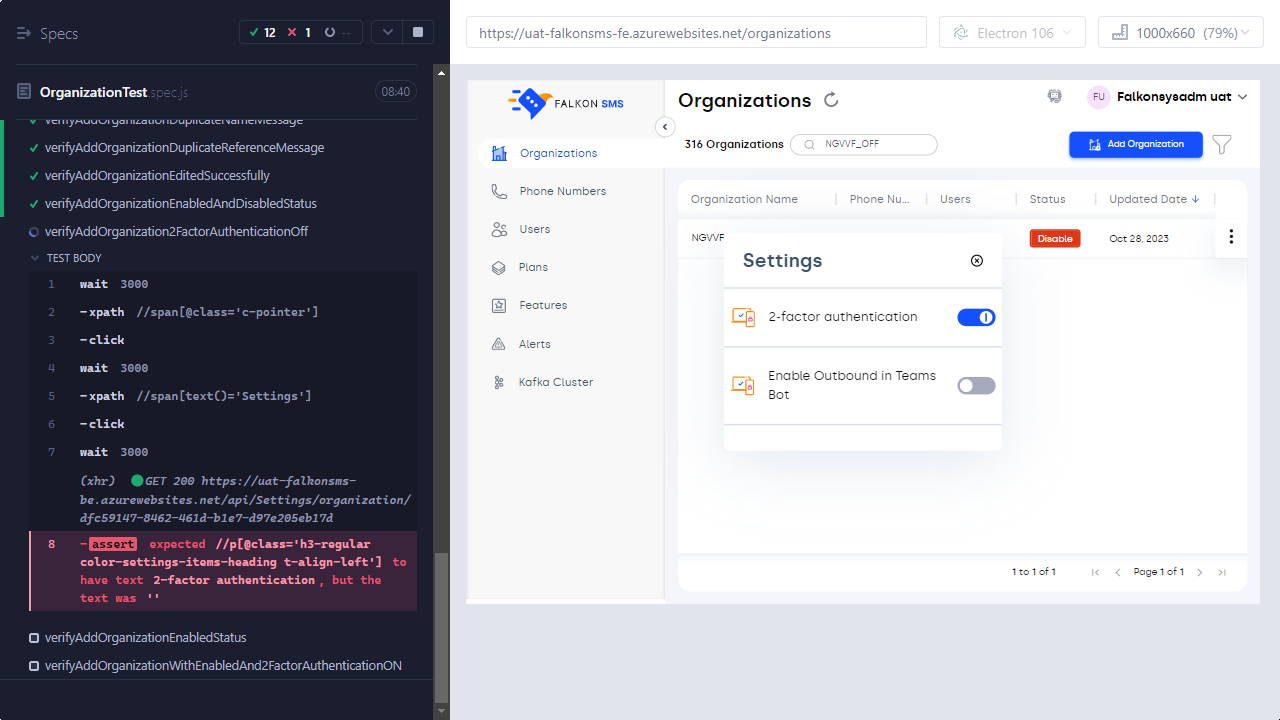 Specs
12
1
--
OrganizationTest.spec.js
08:40
verifyAddOrganizationDuplicateNameMessage
verifyAddOrganizationDuplicateReferenceMessage
verifyAddOrganizationEditedSuccessfully
verifyAddOrganizationEnabledAndDisabledStatus
verifyAddOrganization2FactorAuthenticationOff
TEST BODY
1 wait 3000
2 -xpath //span[@class='c-pointer']
3 -click
4 wait 3000
5 -xpath //span[text()='Settings']
6 -click
7 wait 3000
(xhr) GET 200 https://uat-falkonsms-
be.azurewebsites.net/api/Settings/organization/
dfc59147-8462-461d-b1e7-d97e205eb17d
8 -assert expected //p[@class='h3-regular
color-settings-items-heading t-align-left'] to
have text 2-factor authentication, but the
text was ''
verifyAddOrganizationEnabledStatus
verifyAddOrganizationWithEnabledAnd2FactorAuthenticationON
https://uat-falkonsms-fe.azurewebsites.net/organizations
Electron 106
1000x660 (79%)
FALKON SMS
Organizations
Phone Numbers
Users
Plans
Features
Alerts
Kafka Cluster
Organizations
FU
Falkonsysadm uat
316 Organizations
NGVVF_OFF
Add Organization
Organization Name
Phone Nu...
Users
Status
Updated Date
NGVVF
Disable
Oct 28, 2023
Settings
2-factor authentication
Enable Outbound in Teams
Bot
1 to 1 of 1
Page 1 of 1